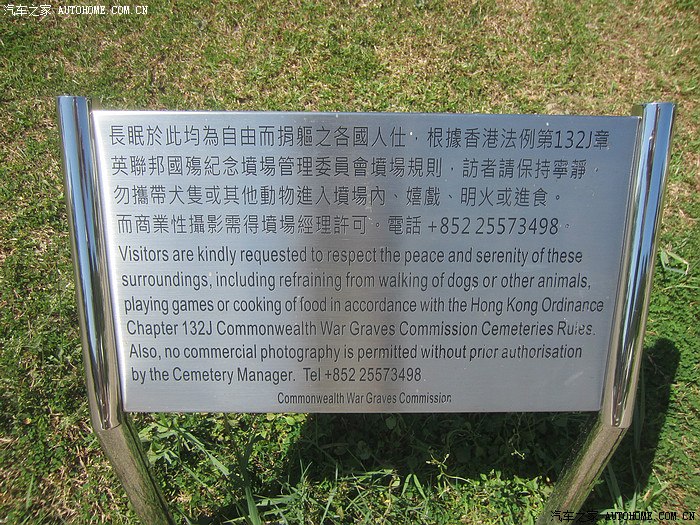 汽车之家 AUTOHOME.COM.CN
長眠於此均為自由而捐軀之各國人仕，根據香港法例第132J章
英聯邦國殤紀念墳場管理委員會墳場規則，訪者請保持寧靜，
勿攜帶犬隻或其他動物進入墳場內、嬉戲、明火或進食。
而商業性攝影需得墳場經理許可。電話 +852 25573498。
Visitors are kindly requested to respect the peace and serenity of these
surroundings, including refraining from walking of dogs or other animals,
playing games or cooking of food in accordance with the Hong Kong Ordinance
Chapter 132J Commonwealth War Graves Commission Cemeteries Rules.
Also, no commercial photography is permitted without prior authorisation
by the Cemetery Manager. Tel +852 25573498
Commonwealth War Graves Commission
汽车之家 AUTOHOME.COM.CN